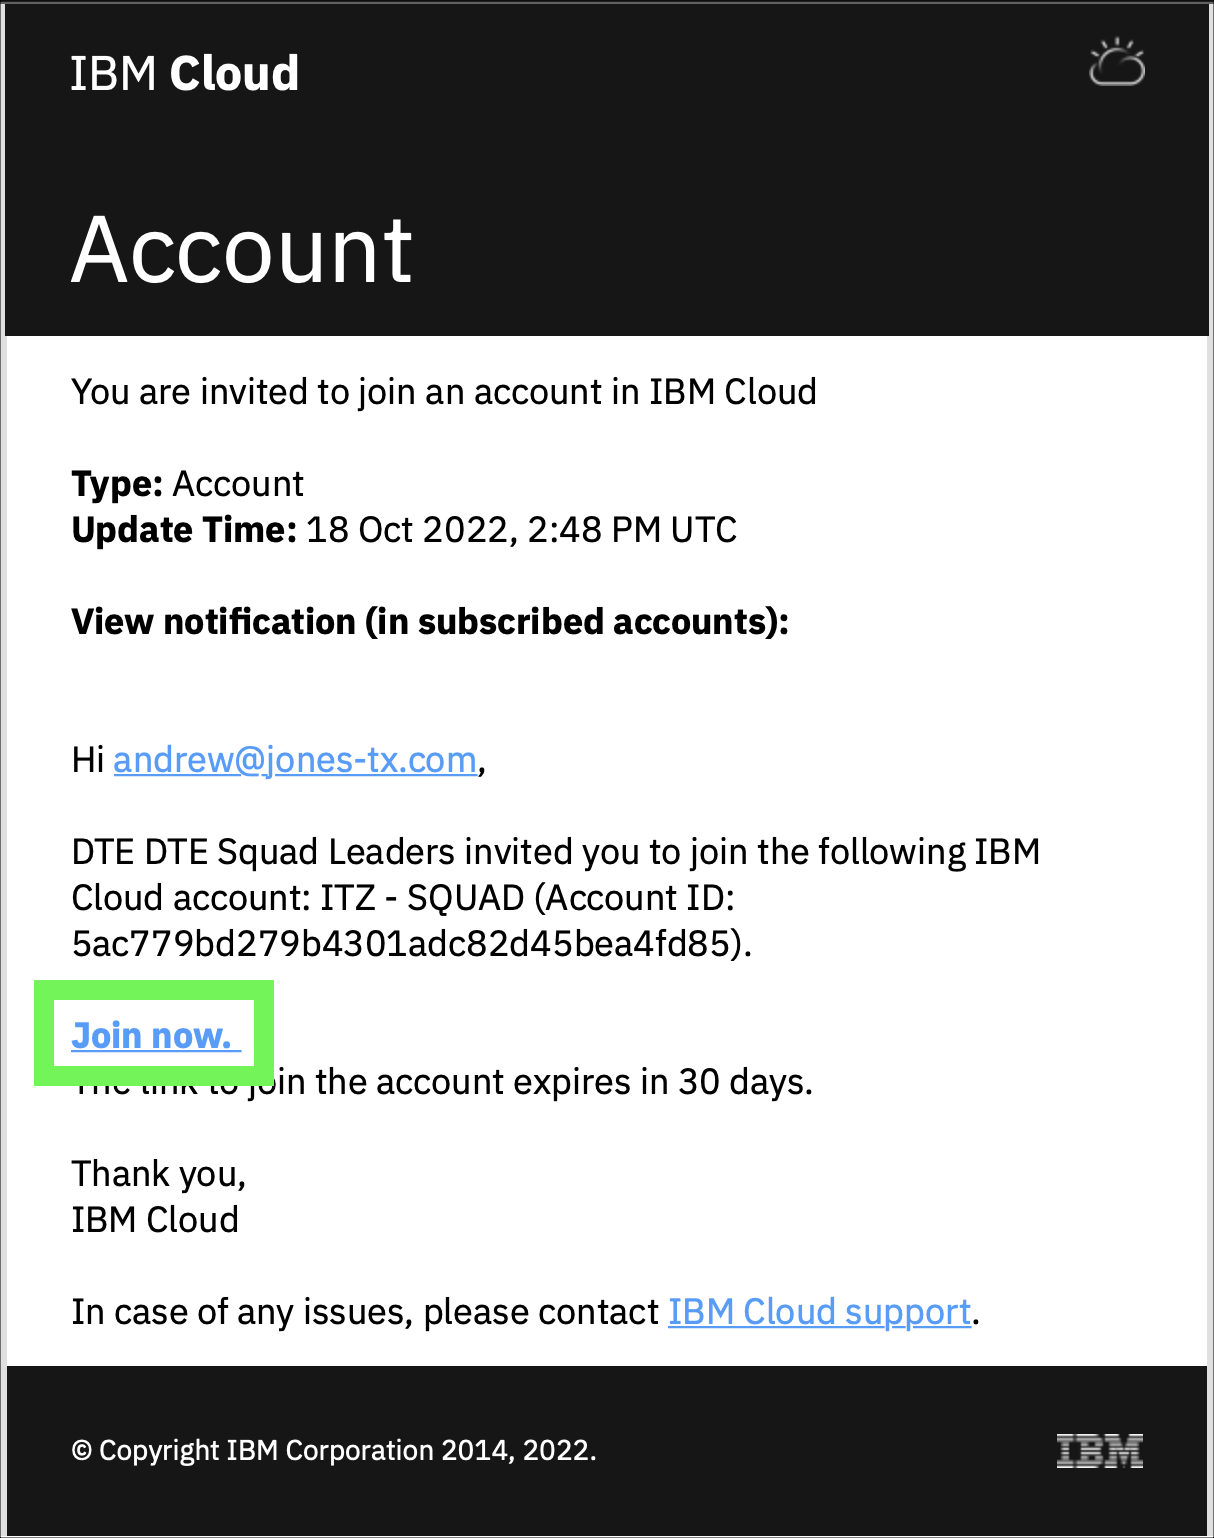 IBM Cloud
Account
You are invited to join an account in IBM Cloud
Type: Account
Update Time: 18 Oct 2022, 2:48 PM UTC
View notification (in subscribed accounts):
Hi andrew@jones-tx.com,
DTE DTE Squad Leaders invited you to join the following IBM
Cloud account: ITZ - SQUAD (Account ID:
5ac779bd279b4301adc82d45bea4fd85).
Join now.
The link to join the account expires in 30 days.
Thank you,
IBM Cloud
In case of any issues, please contact IBM Cloud support.
© Copyright IBM Corporation 2014, 2022.
IBM